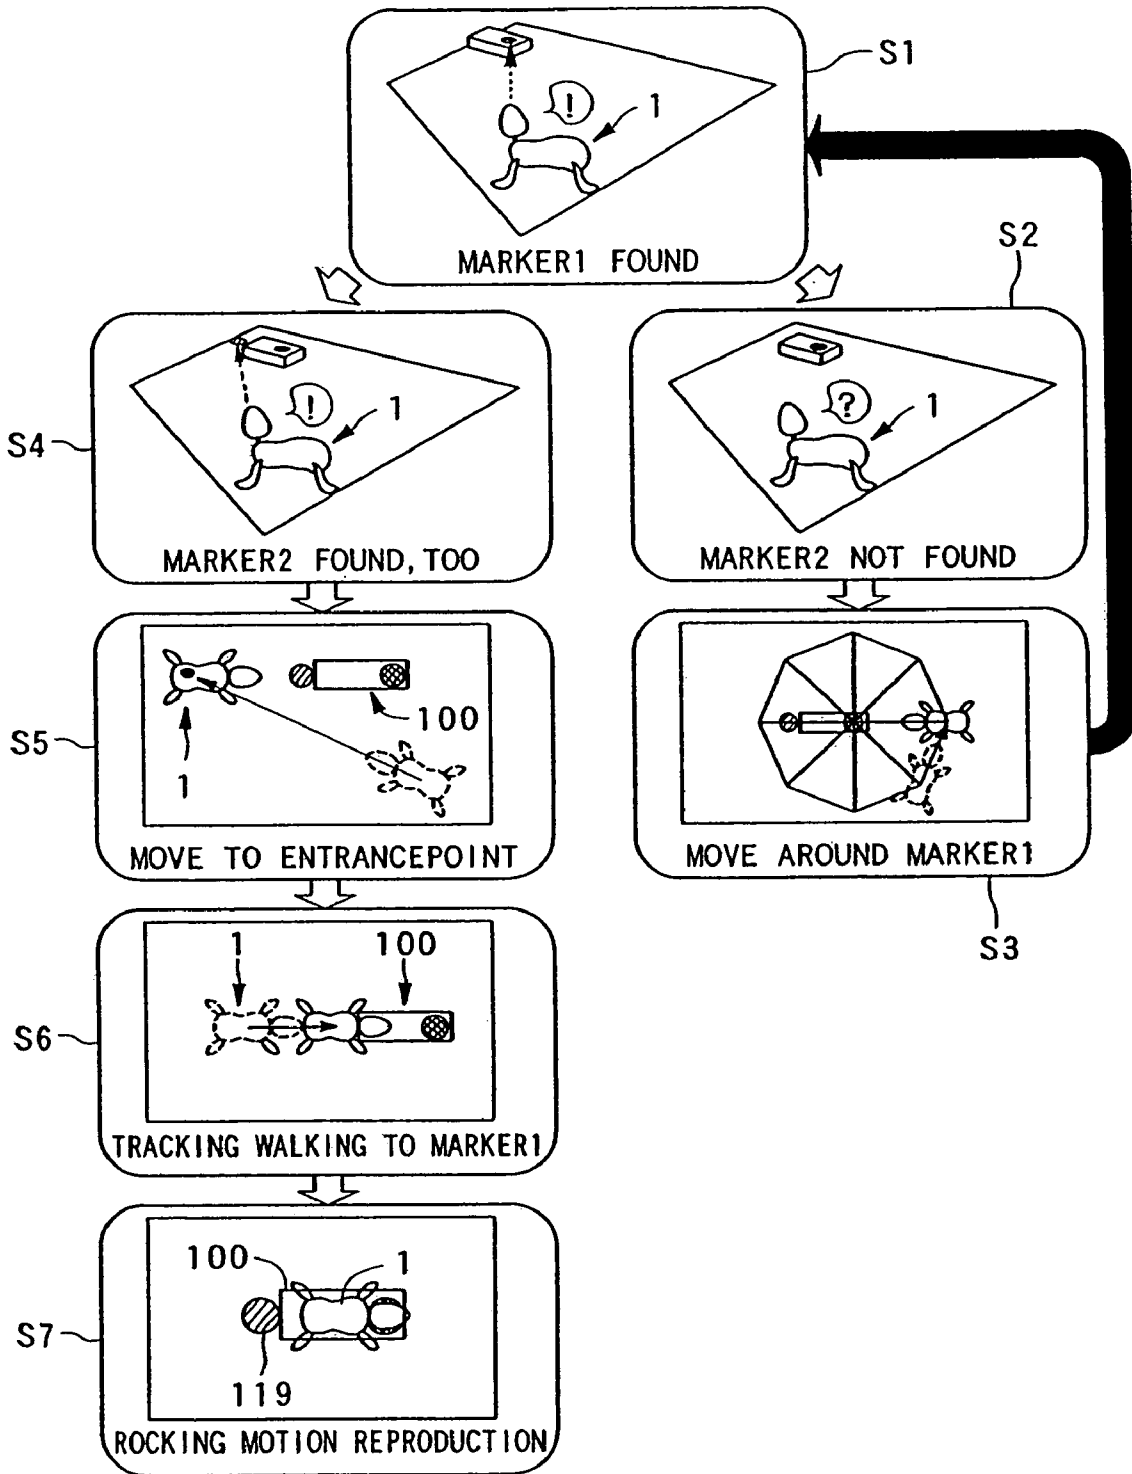 S1
!
1
MARKER1 FOUND
S2
!
1
S4
MARKER2 FOUND, TOO
?
1
MARKER2 NOT FOUND
100
1
S5
MOVE TO ENTRANCEPOINT
MOVE AROUND MARKER1
S3
1
100
S6
TRACKING WALKING TO MARKER1
100
1
S7
119
ROCKING MOTION REPRODUCTION